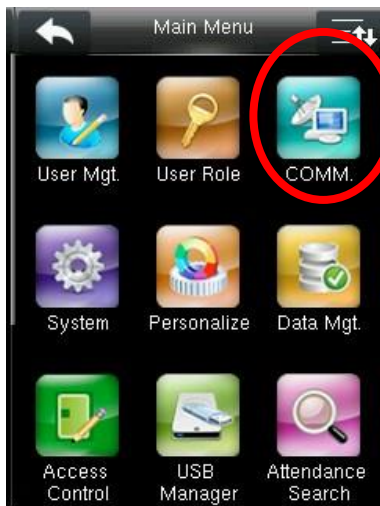 Main Menu
User Mgt.
User Role
COMM.
System
Personalize
Data Mgt.
Access
Control
USB
Manager
Attendance
Search